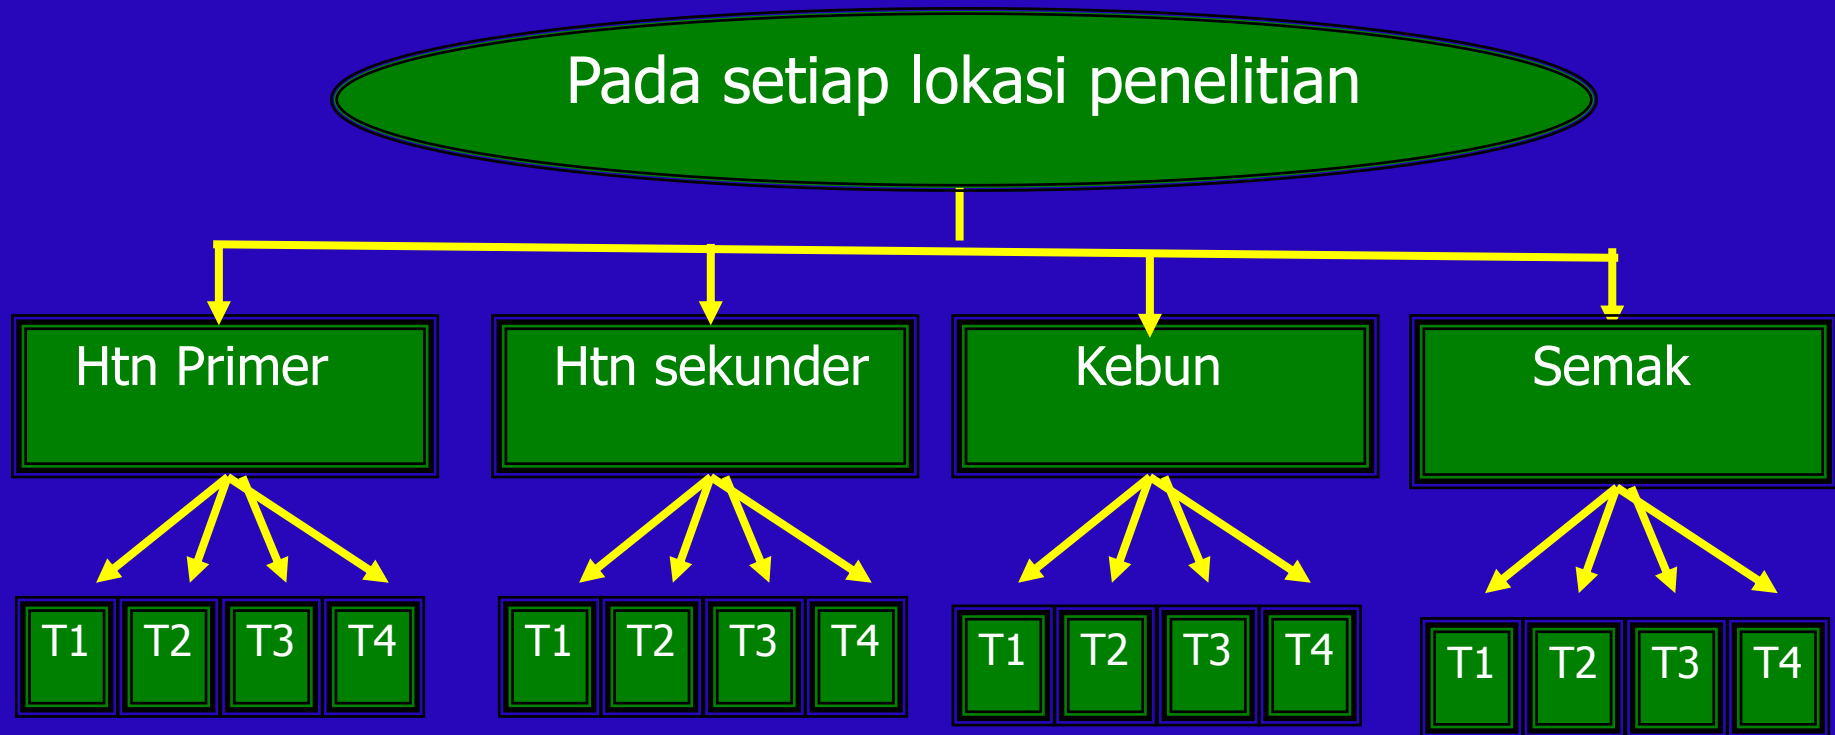 Pada setiap lokasi penelitian
Htn Primer
Htn sekunder
Kebun
Semak
T1 T2 T3 T4
T1 T2 T3 T4
T1 T2 T3 T4
T1 T2 T3 T4